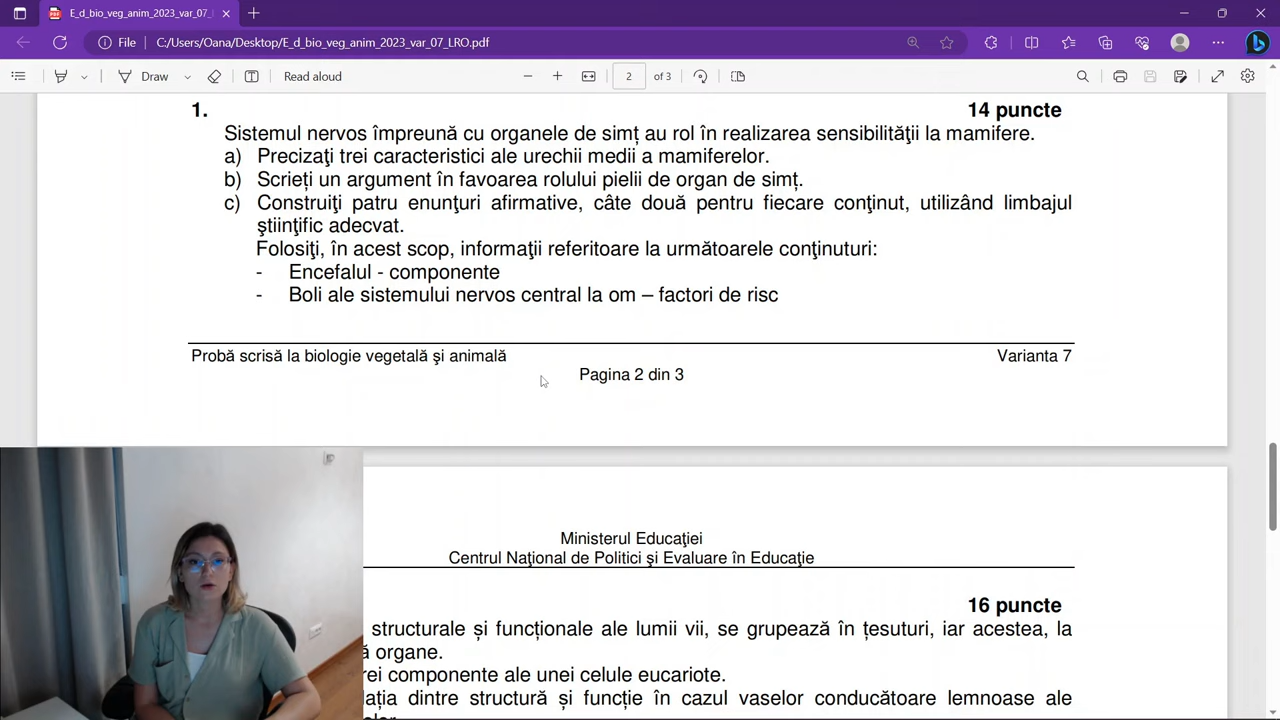 E_d_bio_veg_anim_2023_var_07_l
File
C:/Users/Oana/Desktop/E_d_bio_veg_anim_2023_var_07_LRO.pdf
Draw
Read aloud
2
of 3
1.
14 puncte
Sistemul nervos împreună cu organele de simț au rol în realizarea sensibilităţii la mamifere.
a) Precizaţi trei caracteristici ale urechii medii a mamiferelor.
b) Scrieți un argument în favoarea rolului pielii de organ de simț.
c) Construiţi patru enunţuri afirmative, câte două pentru fiecare conţinut, utilizând limbajul
ştiinţific adecvat.
Folosiţi, în acest scop, informaţii referitoare la următoarele conţinuturi:
- Encefalul - componente
- Boli ale sistemului nervos central la om – factori de risc
Probă scrisă la biologie vegetală şi animală
Varianta 7
Pagina 2 din 3
Ministerul Educaţiei
Centrul Naţional de Politici şi Evaluare în Educaţie
16 puncte
structurale și funcționale ale lumii vii, se grupează în țesuturi, iar acestea, la
ă organe.
rei componente ale unei celule eucariote.
lația dintre structură și funcție în cazul vaselor conducătoare lemnoase ale